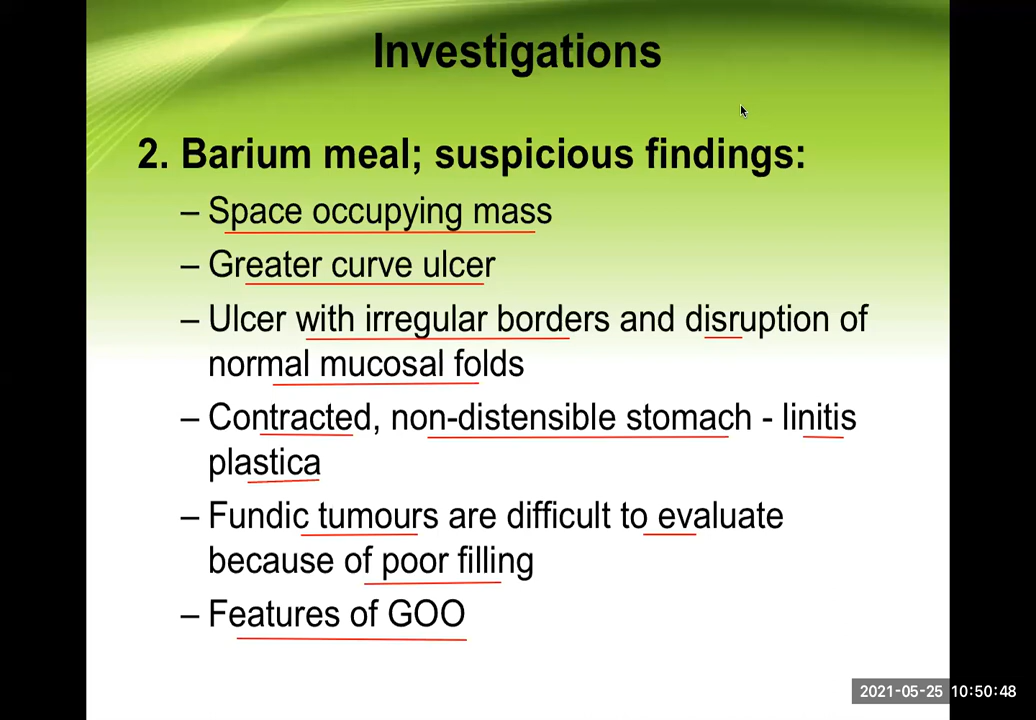 Investigations
2. Barium meal; suspicious findings:
– Space occupying mass
– Greater curve ulcer
– Ulcer with irregular borders and disruption of
normal mucosal folds
– Contracted, non-distensible stomach - linitis
plastica
– Fundic tumours are difficult to evaluate
because of poor filling
– Features of GOO
2021-05-25 10:50:48